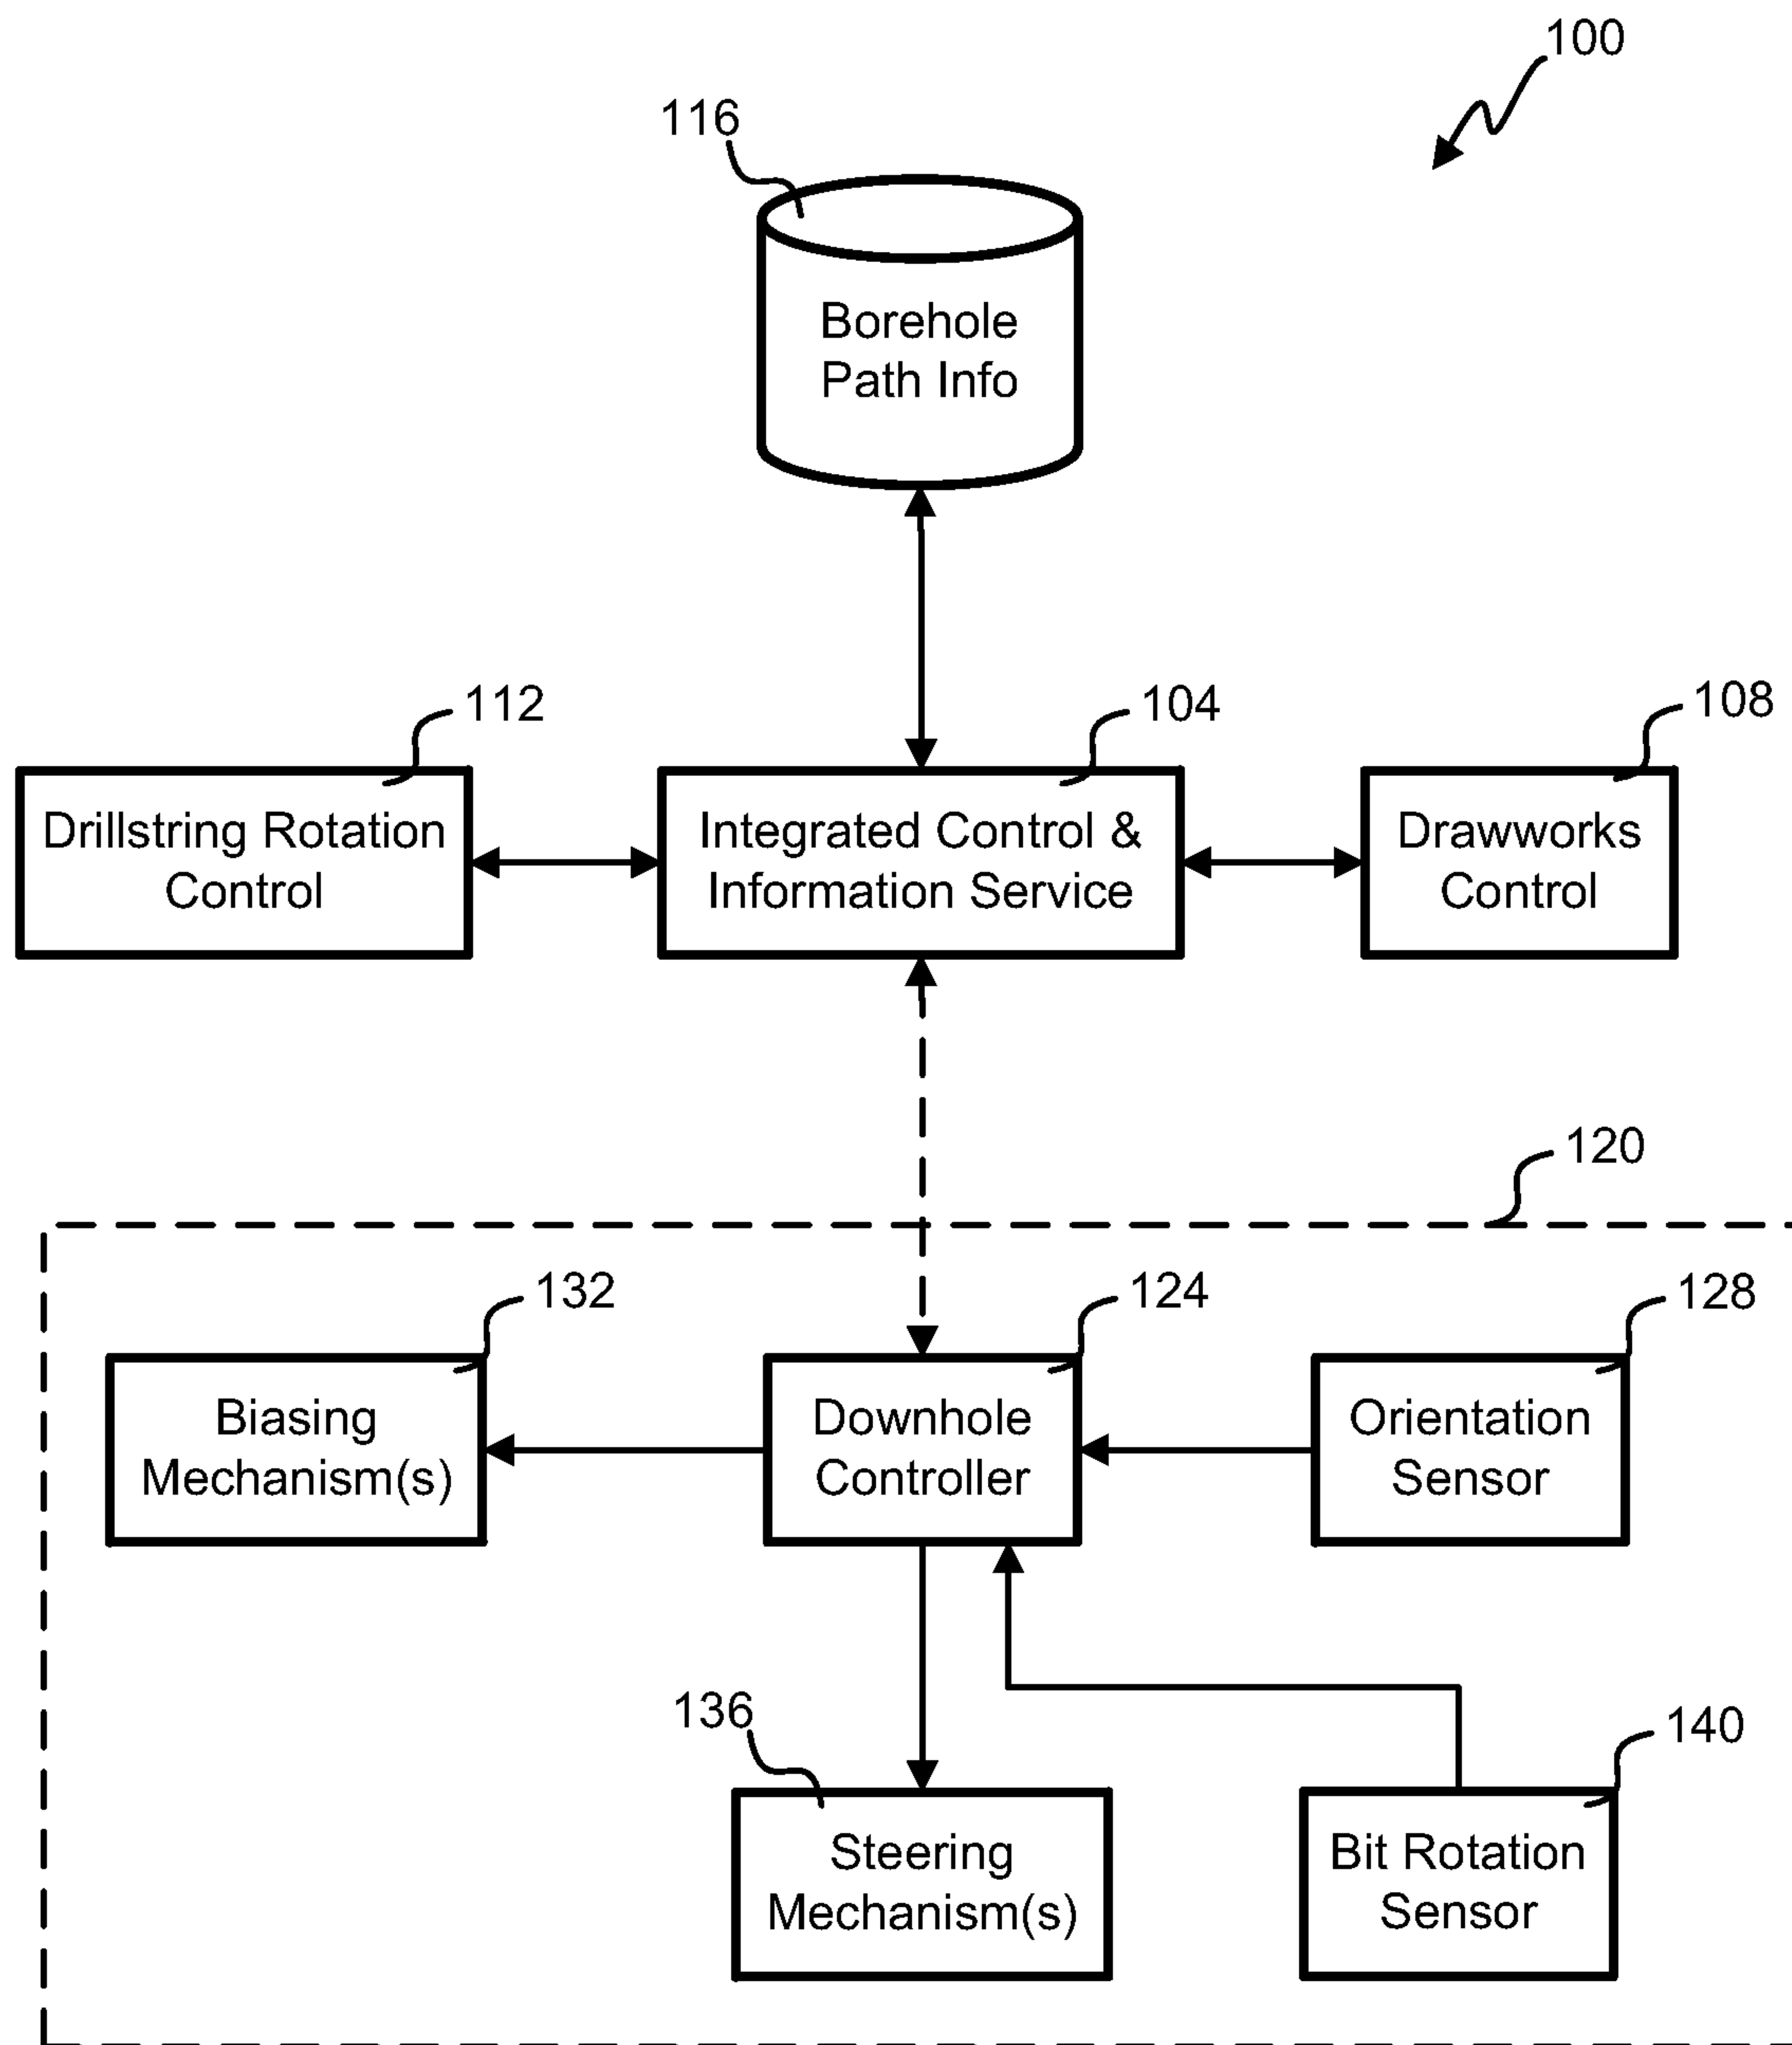 100
116
Borehole
Path Info
112
104
108
Drillstring Rotation
Control
Integrated Control &
Information Service
Drawworks
Control
120
132
124
128
Biasing
Mechanism(s)
Downhole
Controller
Orientation
Sensor
136
140
Steering
Mechanism(s)
Bit Rotation
Sensor